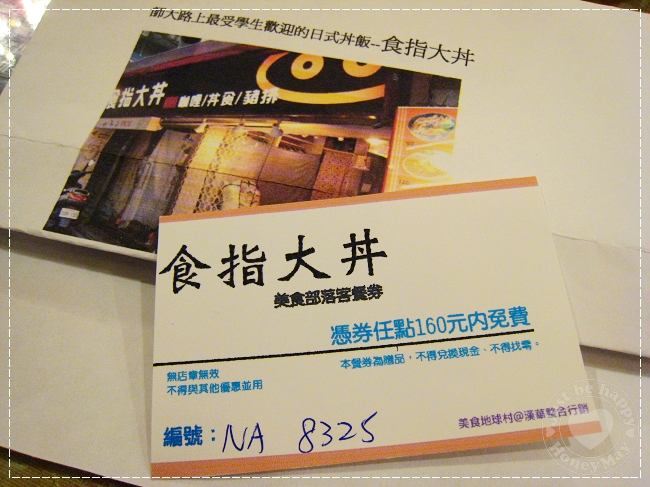 師大路上最受學生歡迎的日式丼飯--食指大丼
食指大丼 咖哩/丼食/豬排
食指大丼
美食部落客餐券
憑券任點160元內免費
本餐券為贈品，不得兌換現金、不得找零。
無店章無效
不得與其他優惠並用
編號：NA 8325
美食地球村@漢華整合行銷
be happy
HoneyMay